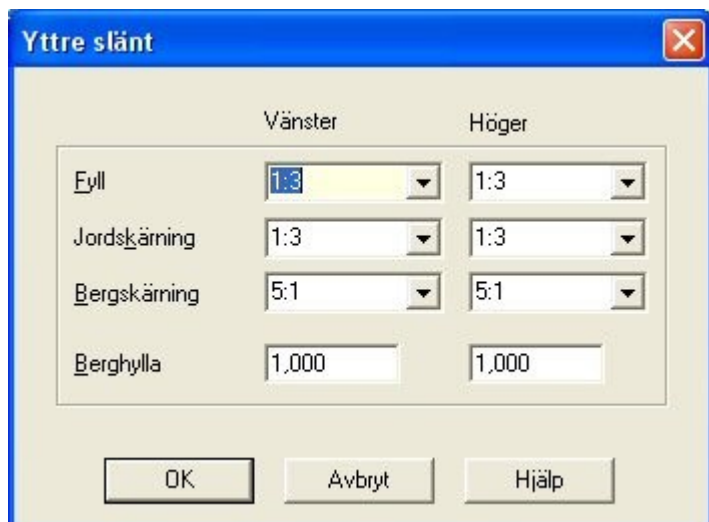 Yttre slänt
Vänster Höger
Fyll 1:3 1:3
Jordskärning 1:3 1:3
Bergskärning 5:1 5:1
Berghylla 1,000 1,000
OK Avbryt Hjälp